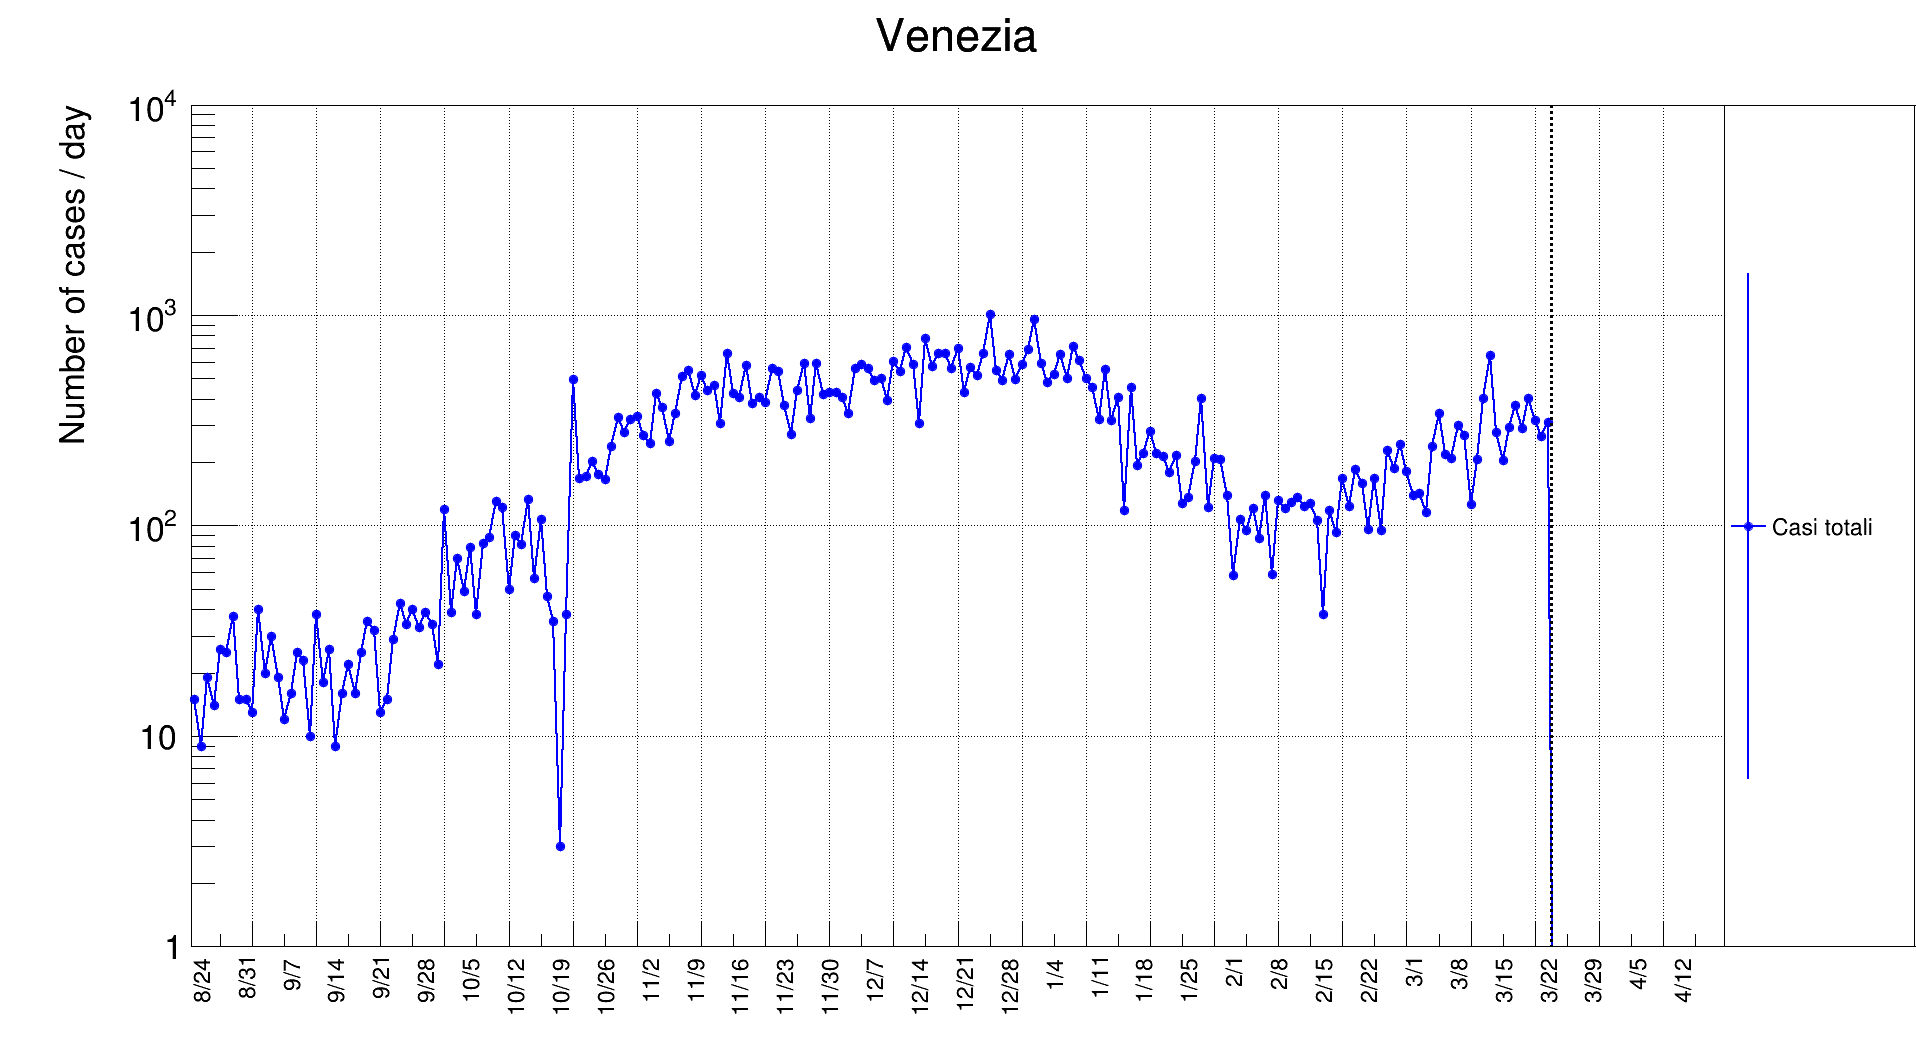 Venezia
Number of cases / day
10^4
10^3
10^2
10
1
8/24 8/31 9/7 9/14 9/21 9/28 10/5 10/12 10/19 10/26 11/2 11/9 11/16 11/23 11/30 12/7 12/14 12/21 12/28 1/4 1/11 1/18 1/25 2/1 2/8 2/15 2/22 3/1 3/8 3/15 3/22 3/29 4/5 4/12
Casi totali